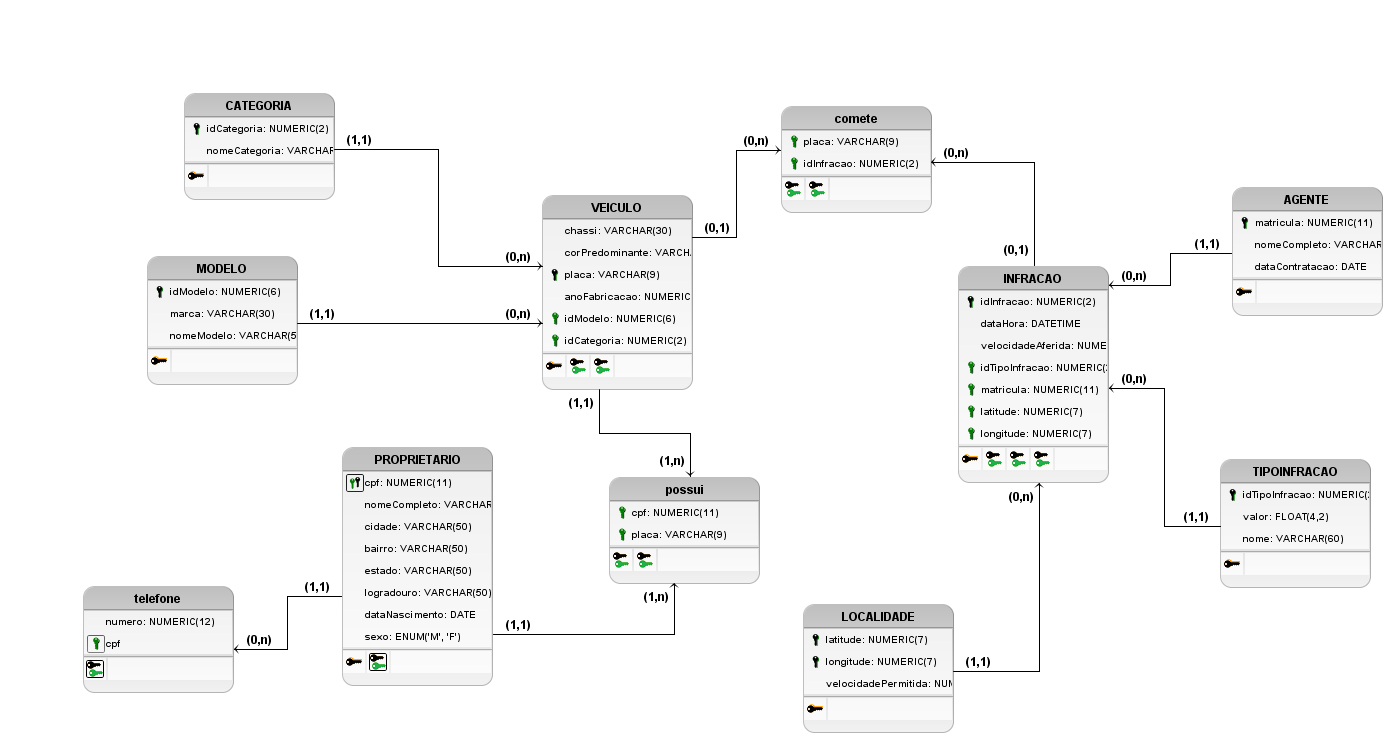 CATEGORIA
idCategoria: NUMERIC(2)
nomeCategoria: VARCHAR
(1,1)
(0,n)
MODELO
idModelo: NUMERIC(6)
marca: VARCHAR(30)
nomeModelo: VARCHAR(5
(1,1)
(0,n)
VEICULO
chassi: VARCHAR(30)
corPredominante: VARCH
placa: VARCHAR(9)
anoFabricacao: NUMERIC
idModelo: NUMERIC(6)
idCategoria: NUMERIC(2)
(0,1)
(0,n)
comete
placa: VARCHAR(9)
idInfracao: NUMERIC(2)
(0,n)
(0,1)
INFRACAO
idInfracao: NUMERIC(2)
dataHora: DATETIME
velocidadeAferida: NUME
idTipoInfracao: NUMERIC(
matricula: NUMERIC(11)
latitude: NUMERIC(7)
longitude: NUMERIC(7)
AGENTE
matricula: NUMERIC(11)
nomeCompleto: VARCHAR
dataContratacao: DATE
(1,1)
(0,n)
(0,n)
(1,1)
TIPOINFRACAO
idTipoInfracao: NUMERIC(
valor: FLOAT(4,2)
nome: VARCHAR(60)
(1,1)
(1,n)
possui
cpf: NUMERIC(11)
placa: VARCHAR(9)
(1,n)
(1,1)
PROPRIETARIO
cpf: NUMERIC(11)
nomeCompleto: VARCHAR
cidade: VARCHAR(50)
bairro: VARCHAR(50)
estado: VARCHAR(50)
logradouro: VARCHAR(50)
dataNascimento: DATE
sexo: ENUM('M', 'F')
(1,1)
(0,n)
telefone
numero: NUMERIC(12)
cpf
(0,n)
(1,1)
LOCALIDADE
latitude: NUMERIC(7)
longitude: NUMERIC(7)
velocidadePermitida: NUM